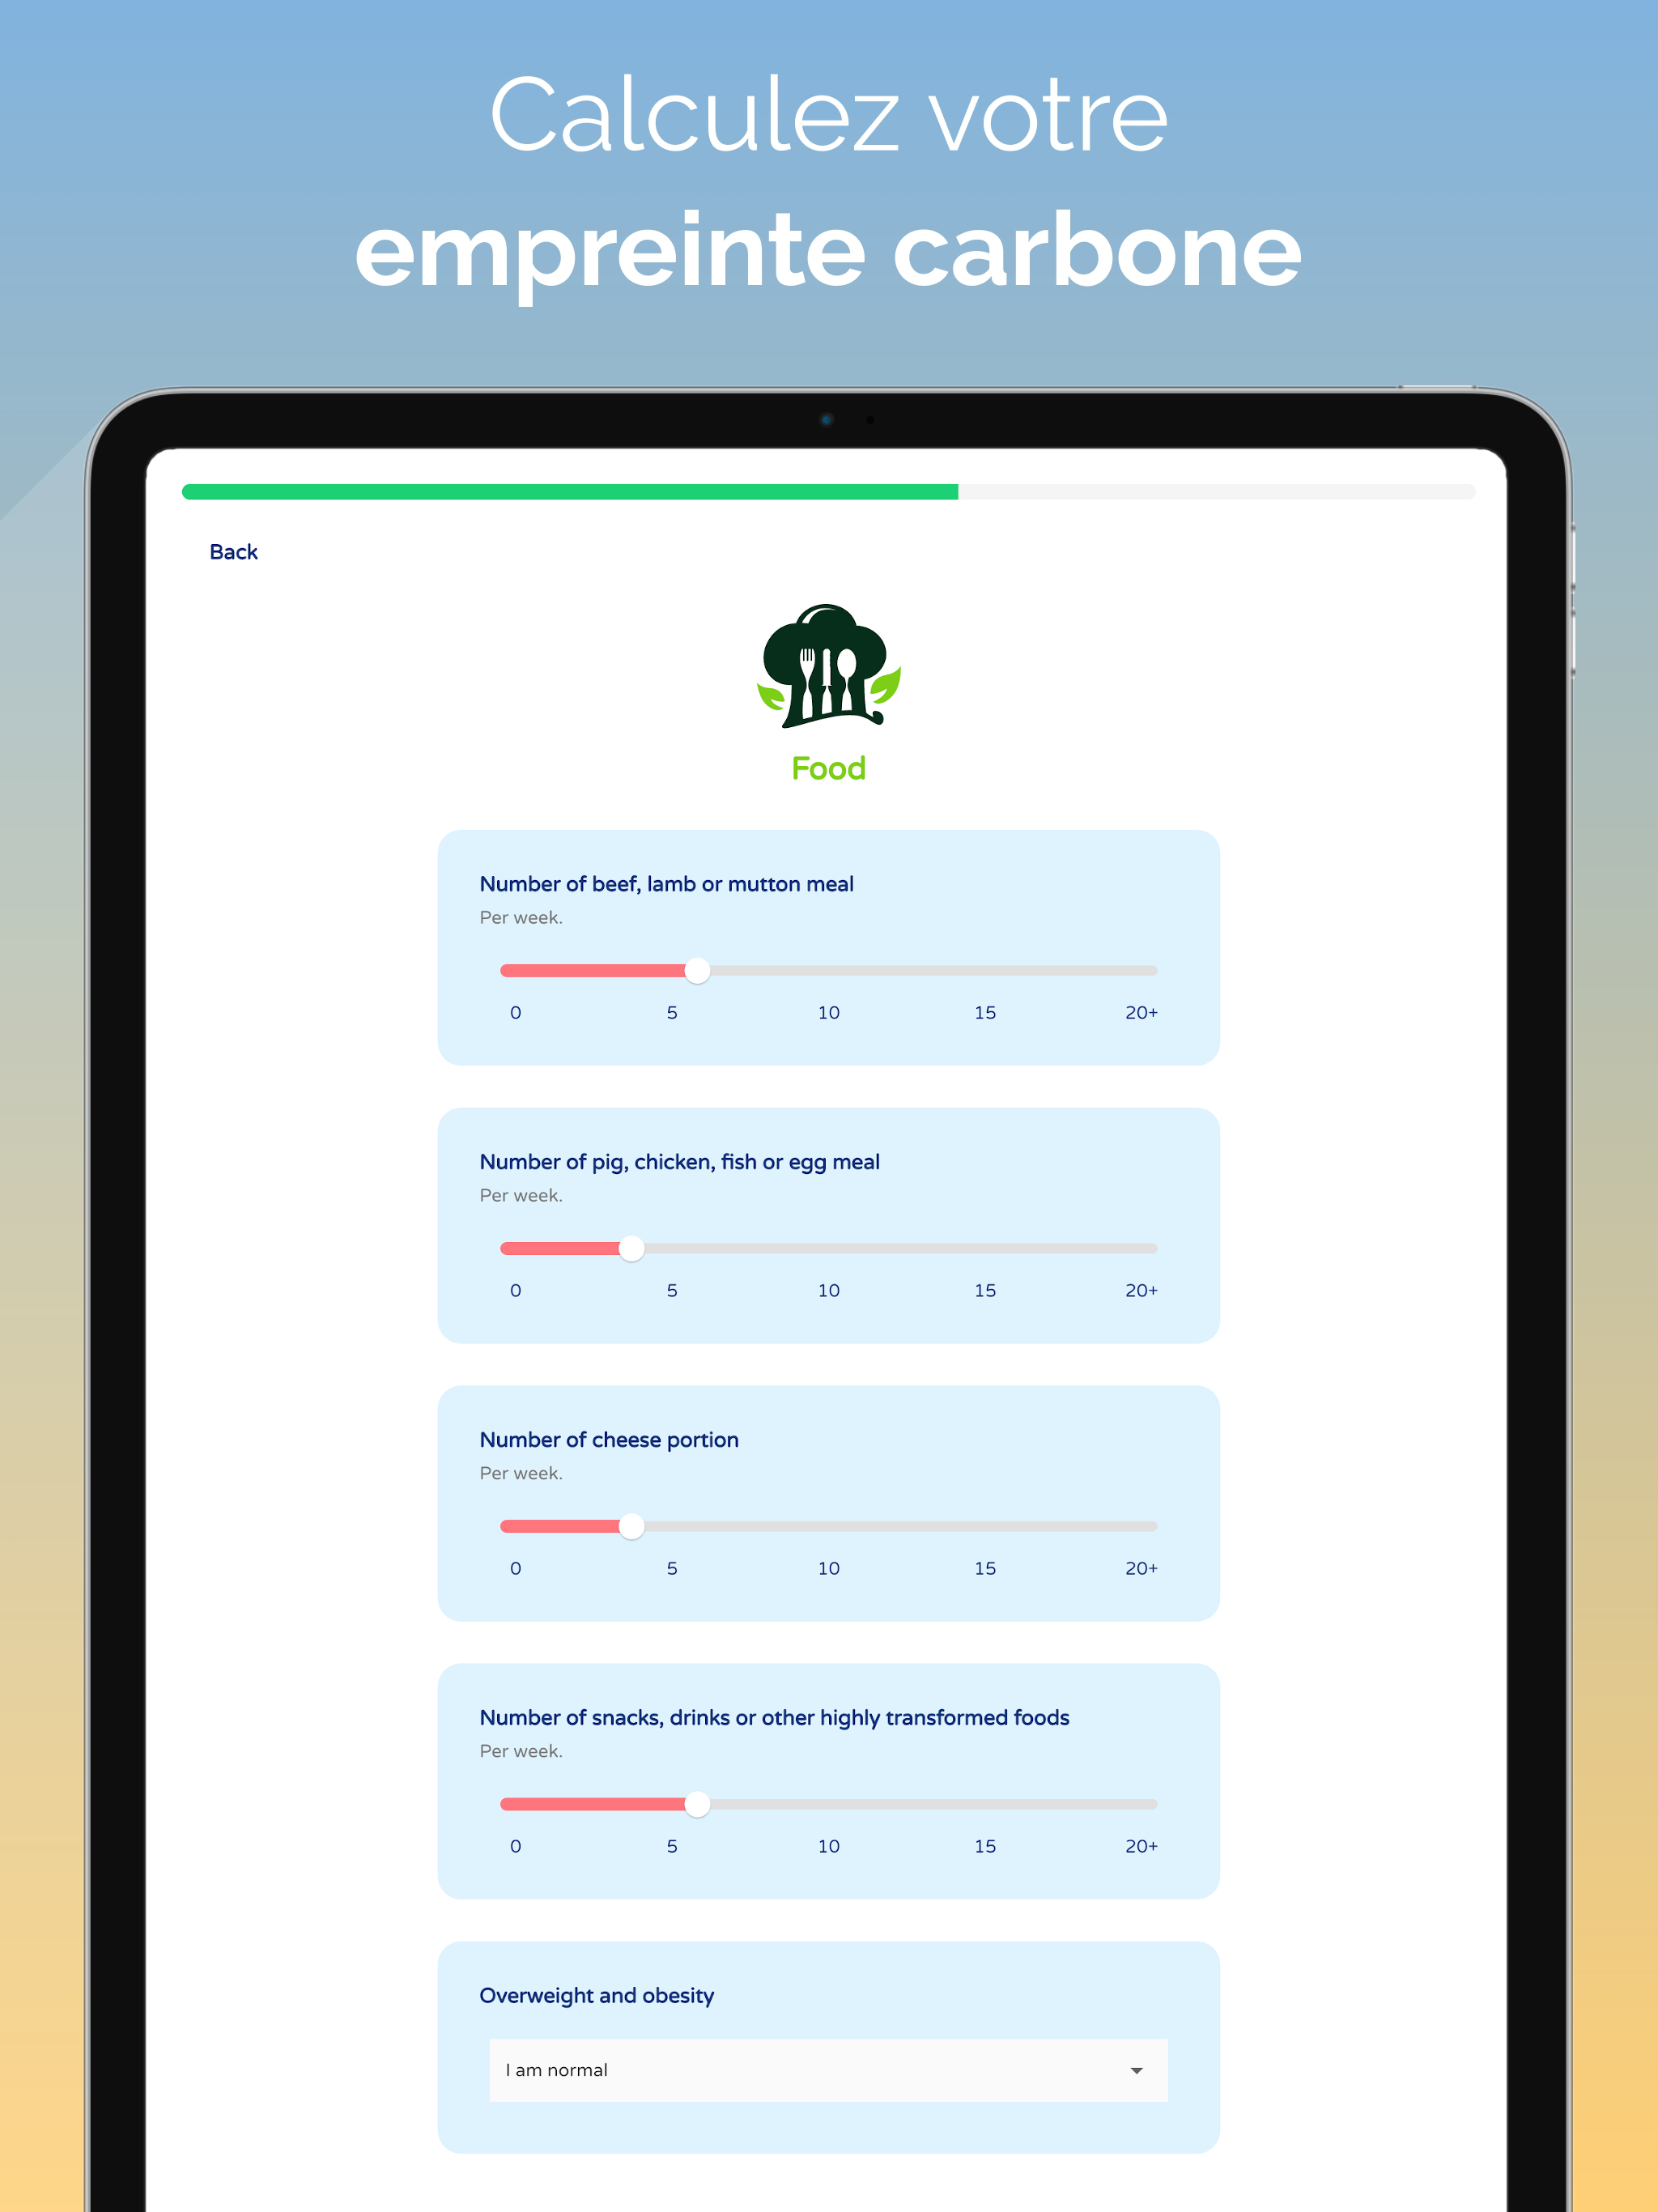 Calculez votre
empreinte carbone
Back
Food
Number of beef, lamb or mutton meal
Per week.
0 5 10 15 20+
Number of pig, chicken, fish or egg meal
Per week.
0 5 10 15 20+
Number of cheese portion
Per week.
0 5 10 15 20+
Number of snacks, drinks or other highly transformed foods
Per week.
0 5 10 15 20+
Overweight and obesity
I am normal